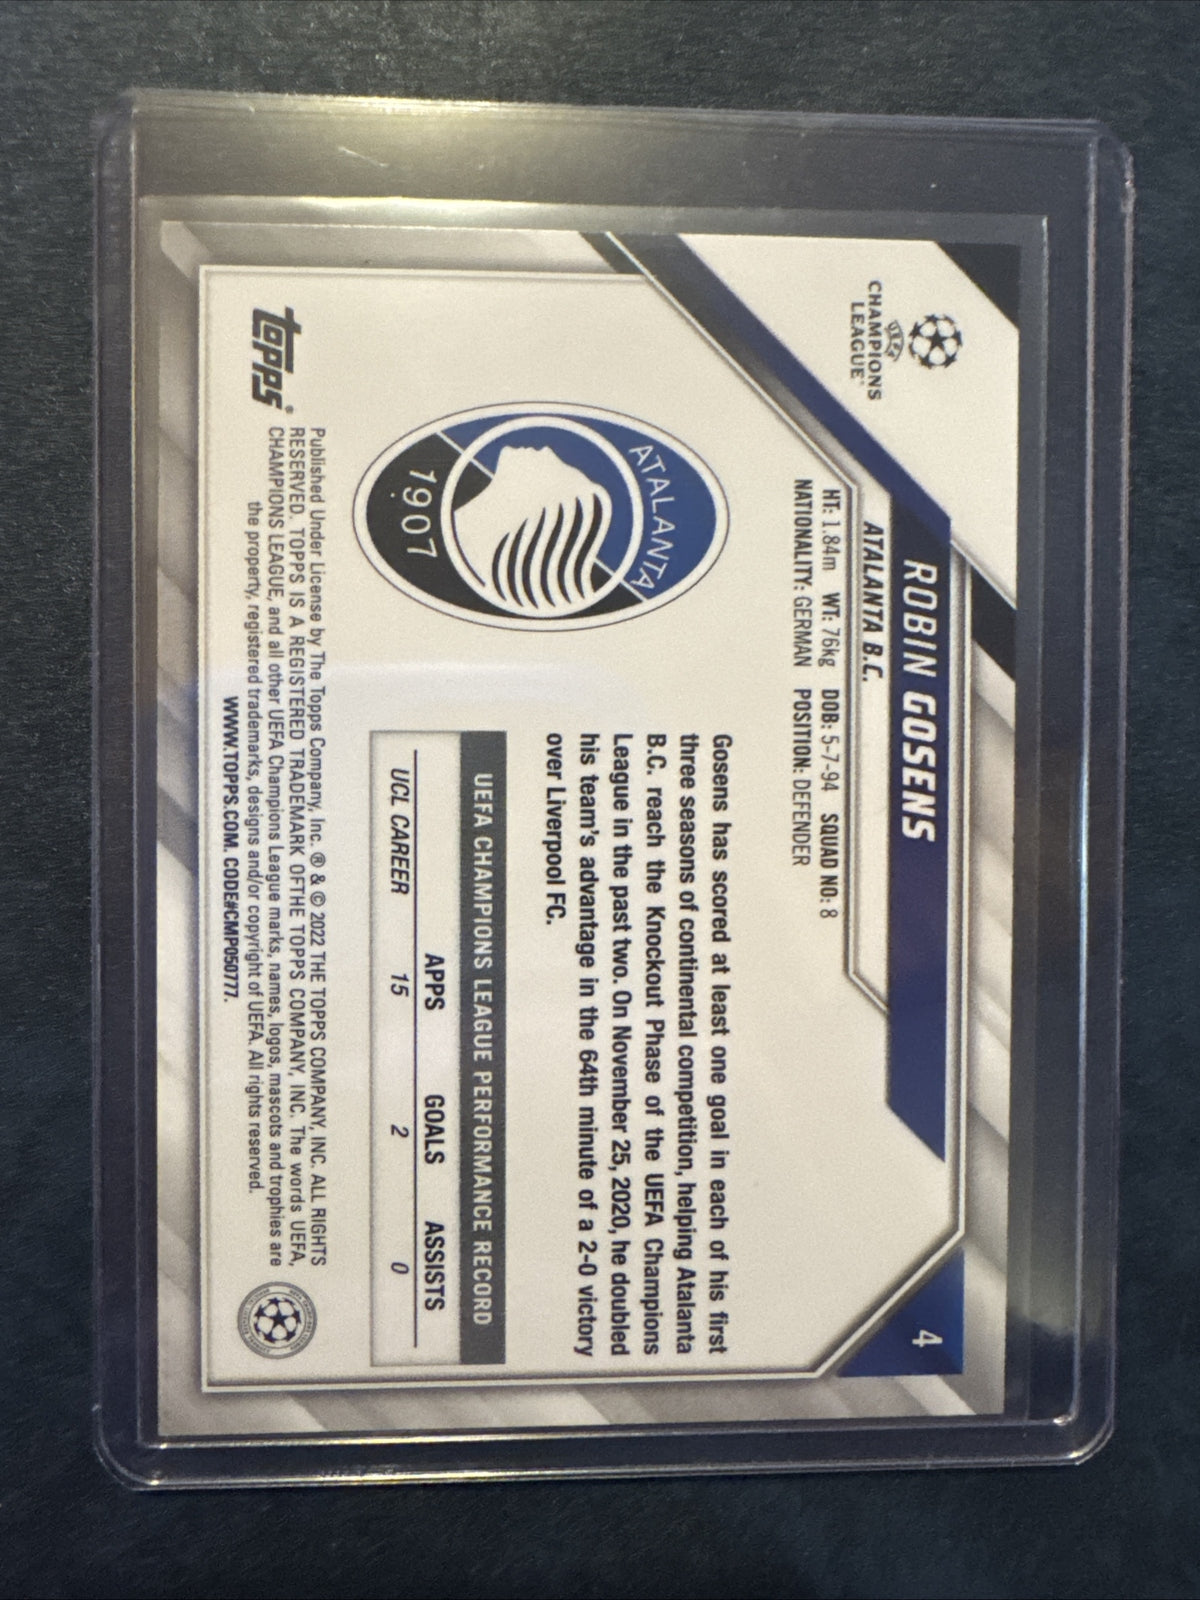 UEFA
CHAMPIONS
LEAGUE
4
ROBIN GOSENS
ATALANTA B.C.
HT: 1.84m WT: 76kg DOB: 5-7-94 SQUAD NO: 8
NATIONALITY: GERMAN POSITION: DEFENDER
ATALANTA
1907
Gosens has scored at least one goal in each of his first
three seasons of continental competition, helping Atalanta
B.C. reach the Knockout Phase of the UEFA Champions
League in the past two. On November 25, 2020, he doubled
his team's advantage in the 64th minute of a 2-0 victory
over Liverpool FC.
UEFA CHAMPIONS LEAGUE PERFORMANCE RECORD
APPS GOALS ASSISTS
UCL CAREER 15 2 0
topps®
Published Under License by The Topps Company, Inc. ® & © 2022 THE TOPPS COMPANY, INC. ALL RIGHTS
RESERVED. TOPPS IS A REGISTERED TRADEMARK OFTHE TOPPS COMPANY, INC. The words UEFA,
CHAMPIONS LEAGUE, and all other UEFA Champions League marks, names, logos, mascots and trophies are
the property, registered trademarks, designs and/or copyright of UEFA. All rights reserved.
WWW.TOPPS.COM. CODE#CMP050777.